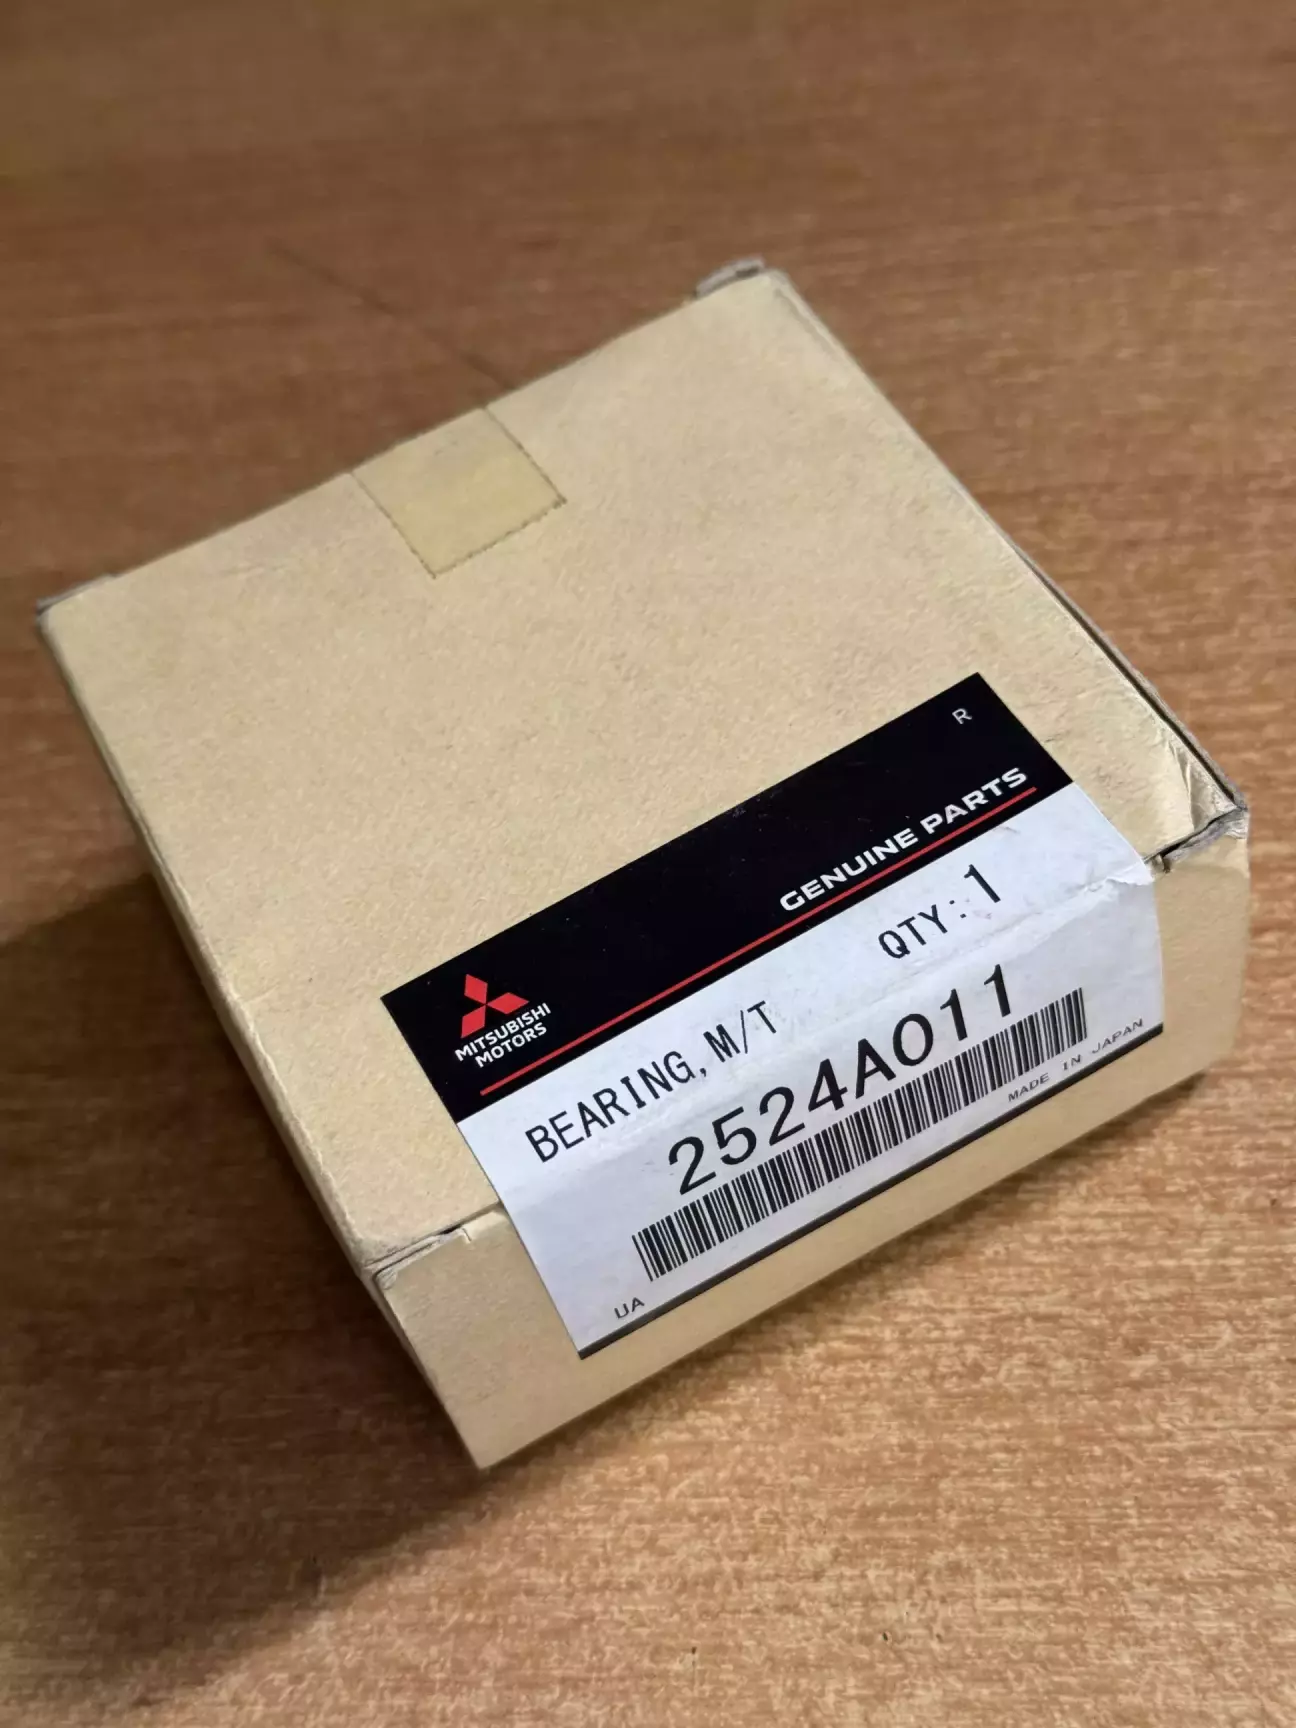 R
GENUINE PARTS
MITSUBISHI
MOTORS
BEARING, M/T QTY: 1
2524A011
UA MADE IN JAPAN